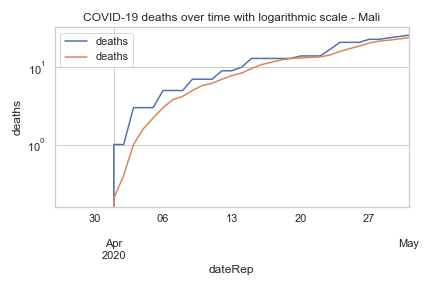 COVID-19 deaths over time with logarithmic scale - Mali
deaths
deaths
deaths
10¹
10⁰
30 06 13 20 27
Apr May
2020
dateRep